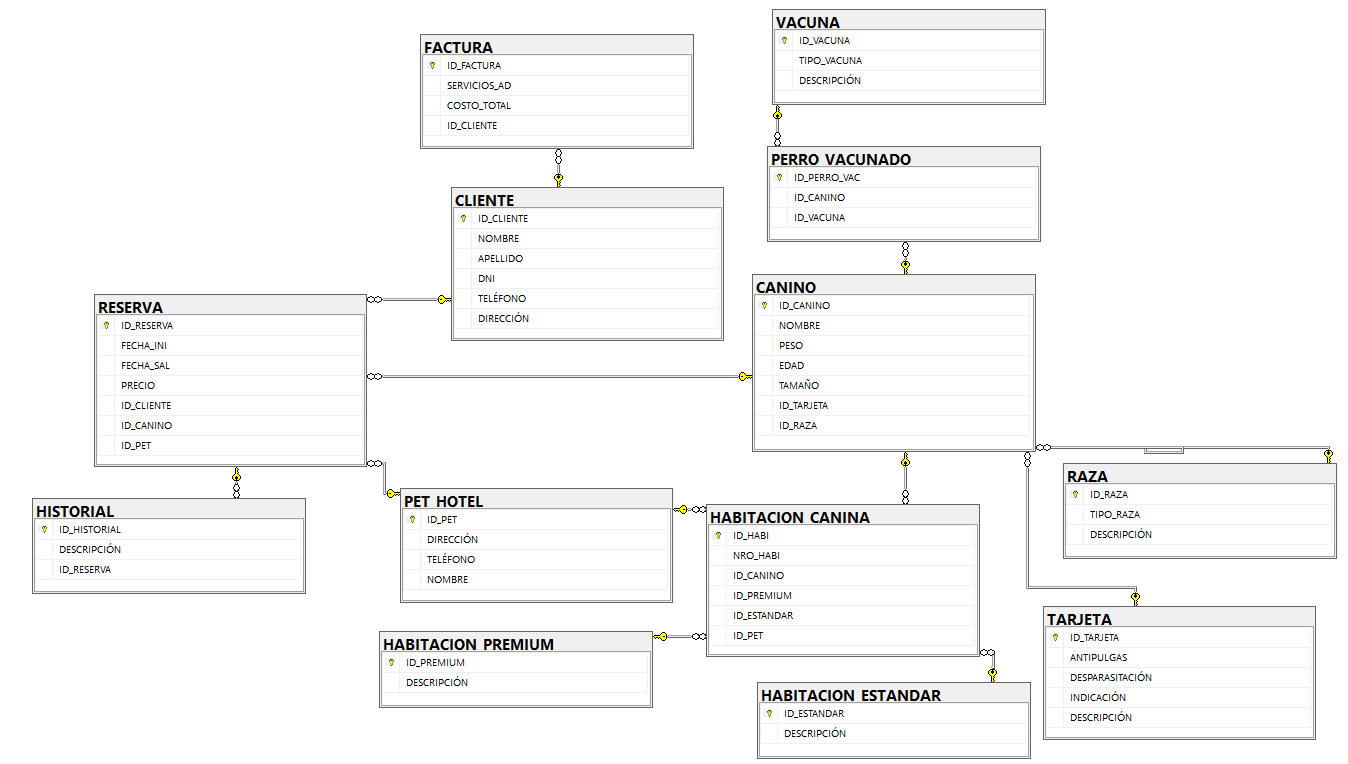 VACUNA
ID_VACUNA
TIPO_VACUNA
DESCRIPCIÓN
FACTURA
ID_FACTURA
SERVICIOS_AD
COSTO_TOTAL
ID_CLIENTE
PERRO VACUNADO
ID_PERRO_VAC
ID_CANINO
ID_VACUNA
CLIENTE
ID_CLIENTE
NOMBRE
APELLIDO
DNI
TELÉFONO
DIRECCIÓN
CANINO
ID_CANINO
NOMBRE
PESO
EDAD
TAMAÑO
ID_TARJETA
ID_RAZA
RESERVA
ID_RESERVA
FECHA_INI
FECHA_SAL
PRECIO
ID_CLIENTE
ID_CANINO
ID_PET
RAZA
ID_RAZA
TIPO_RAZA
DESCRIPCIÓN
PET HOTEL
ID_PET
DIRECCIÓN
TELÉFONO
NOMBRE
HISTORIAL
ID_HISTORIAL
DESCRIPCIÓN
ID_RESERVA
HABITACION CANINA
ID_HABI
NRO_HABI
ID_CANINO
ID_PREMIUM
ID_ESTANDAR
ID_PET
TARJETA
ID_TARJETA
ANTIPULGAS
DESPARASITACIÓN
INDICACIÓN
DESCRIPCIÓN
HABITACION PREMIUM
ID_PREMIUM
DESCRIPCIÓN
HABITACION ESTANDAR
ID_ESTANDAR
DESCRIPCIÓN